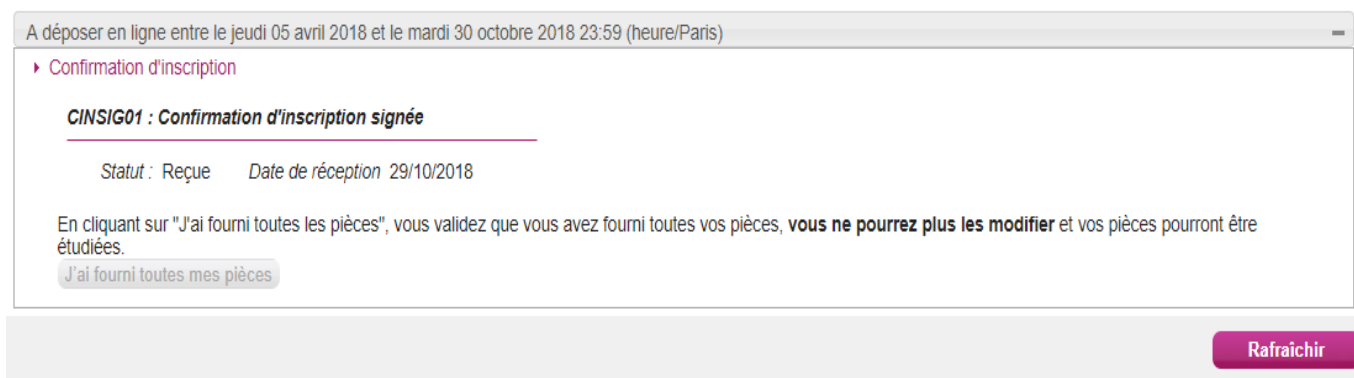 A déposer en ligne entre le jeudi 05 avril 2018 et le mardi 30 octobre 2018 23:59 (heure/Paris)
Confirmation d'inscription
CINSIG01 : Confirmation d'inscription signée
Statut : Reçue Date de réception 29/10/2018
En cliquant sur "J'ai fourni toutes les pièces", vous validez que vous avez fourni toutes vos pièces, vous ne pourrez plus les modifier et vos pièces pourront être
étudiées.
J'ai fourni toutes mes pièces
Rafraîchir